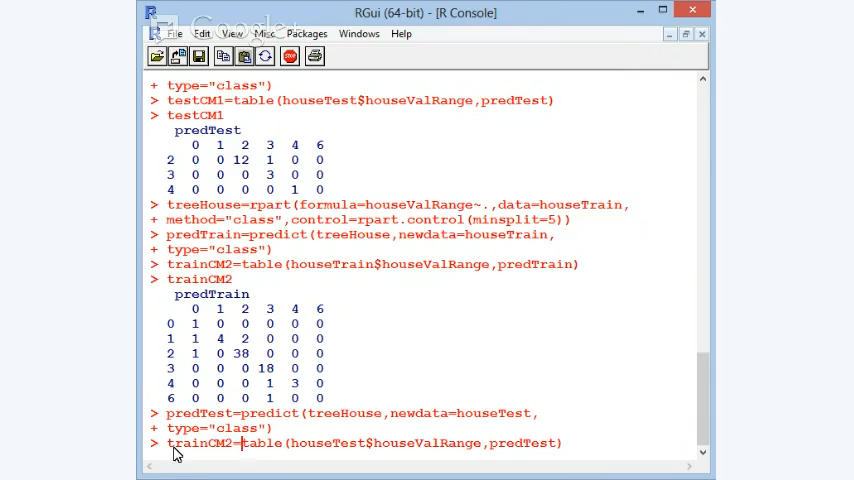 RGui (64-bit) - [R Console]
Google+
File Edit View Misc Packages Windows Help
STOP
+ type="class")
> testCM1=table(houseTest$houseValRange,predTest)
> testCM1
predTest
0 1 2 3 4 6
2 0 0 12 1 0 0
3 0 0 0 3 0 0
4 0 0 0 0 1 0
> treeHouse=rpart(formula=houseValRange~.,data=houseTrain,
+ method="class",control=rpart.control(minsplit=5))
> predTrain=predict(treeHouse,newdata=houseTrain,
+ type="class")
> trainCM2=table(houseTrain$houseValRange,predTrain)
> trainCM2
predTrain
0 1 2 3 4 6
0 1 0 0 0 0 0
1 1 4 2 0 0 0
2 1 0 38 0 0 0
3 0 0 0 18 0 0
4 0 0 0 1 3 0
6 0 0 0 1 0 0
> predTest=predict(treeHouse,newdata=houseTest,
+ type="class")
> trainCM2=table(houseTest$houseValRange,predTest)